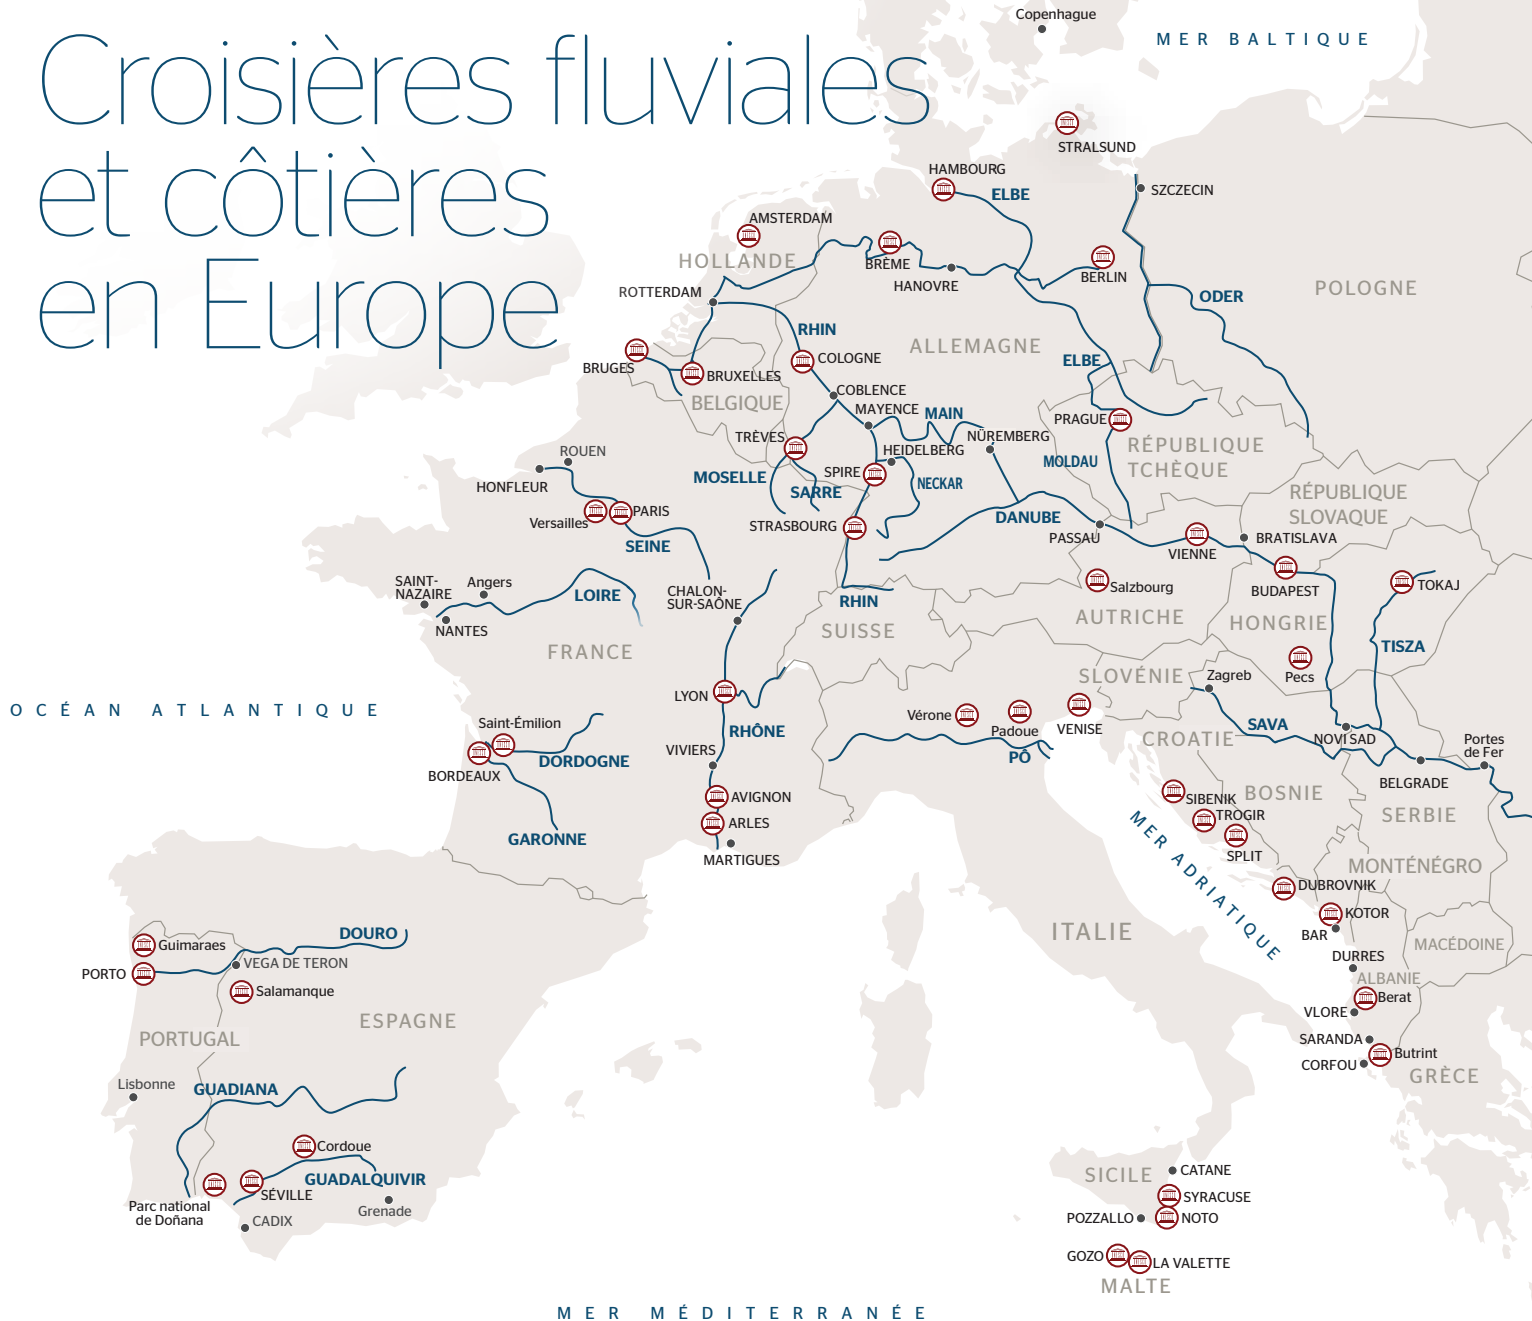 Croisières fluviales
et côtières
en Europe
Copenhague
MER BALTIQUE
STRALSUND
HAMBOURG
ELBE
SZCZECIN
AMSTERDAM
HOLLANDE
BRÈME
HANOVRE
BERLIN
ODER
POLOGNE
ROTTERDAM
RHIN
ALLEMAGNE
ELBE
BRUGES
BRUXELLES
COLOGNE
BELGIQUE
COBLENCE
MAYENCE
MAIN
PRAGUE
TRÈVES
NÜREMBERG
HEIDELBERG
RÉPUBLIQUE
TCHÈQUE
ROUEN
MOSELLE
SARRE
SPIRE
NECKAR
MOLDAU
HONFLEUR
RÉPUBLIQUE
SLOVAQUE
Versailles
PARIS
STRASBOURG
DANUBE
PASSAU
VIENNE
BRATISLAVA
SEINE
SAINT-
NAZAIRE
Angers
LOIRE
CHALON-
SUR-SAÔNE
RHIN
Salzbourg
BUDAPEST
TOKAJ
NANTES
SUISSE
AUTRICHE
HONGRIE
FRANCE
TISZA
SLOVÉNIE
Zagreb
Pecs
OCÉAN ATLANTIQUE
LYON
Vérone
Padoue
VENISE
Saint-Émilion
RHÔNE
SAVA
CROATIE
NOVI SAD
Portes
de Fer
VIVIERS
PÔ
BORDEAUX
DORDOGNE
BELGRADE
AVIGNON
SIBENIK
BOSNIE
ARLES
TROGIR
SERBIE
GARONNE
MARTIGUES
SPLIT
MER ADRIATIQUE
MONTÉNÉGRO
DUBROVNIK
KOTOR
DOURO
ITALIE
BAR
Guimaraes
MACÉDOINE
VEGA DE TERON
DURRES
PORTO
ALBANIE
Salamanque
Berat
VLORE
ESPAGNE
PORTUGAL
SARANDA
Butrint
CORFOU
GRÈCE
Lisbonne
GUADIANA
Cordoue
GUADALQUIVIR
SICILE
CATANE
SÉVILLE
SYRACUSE
Parc national
de Doñana
Grenade
CADIX
POZZALLO
NOTO
GOZO
LA VALETTE
MALTE
MER MÉDITERRANÉE